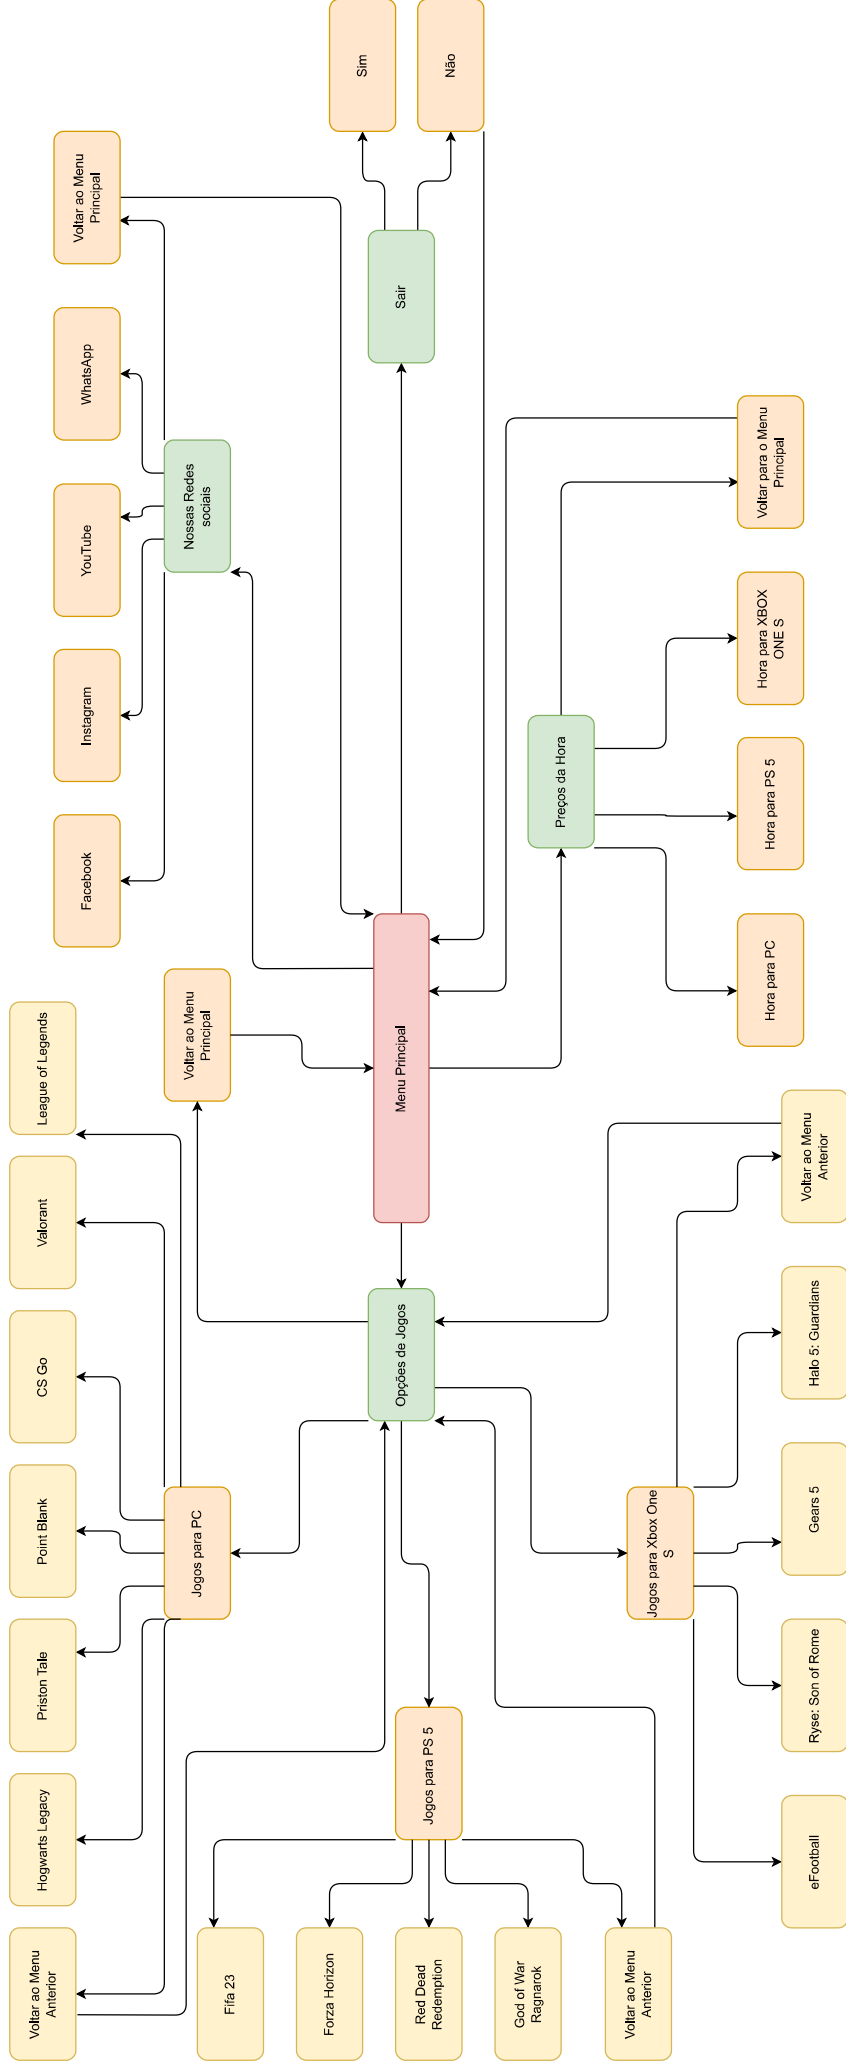 Voltar ao Menu
Anterior
Hogwarts Legacy
Priston Tale
Point Blank
CS Go
Valorant
League of Legends
Facebook
Instagram
YouTube
WhatsApp
Voltar ao Menu
Principal
Jogos para PC
Voltar ao Menu
Principal
Nossas Redes
sociais
Fifa 23
Forza Horizon
Sim
Opções de Jogos
Menu Principal
Sair
Red Dead
Redemption
Jogos para PS 5
Não
God of War
Ragnarok
Preços da Hora
Voltar ao Menu
Anterior
Jogos para Xbox One
S
Hora para PC
Hora para PS 5
Hora para XBOX
ONE S
Voltar para o Menu
Principal
eFootball
Ryse: Son of Rome
Gears 5
Halo 5: Guardians
Voltar ao Menu
Anterior